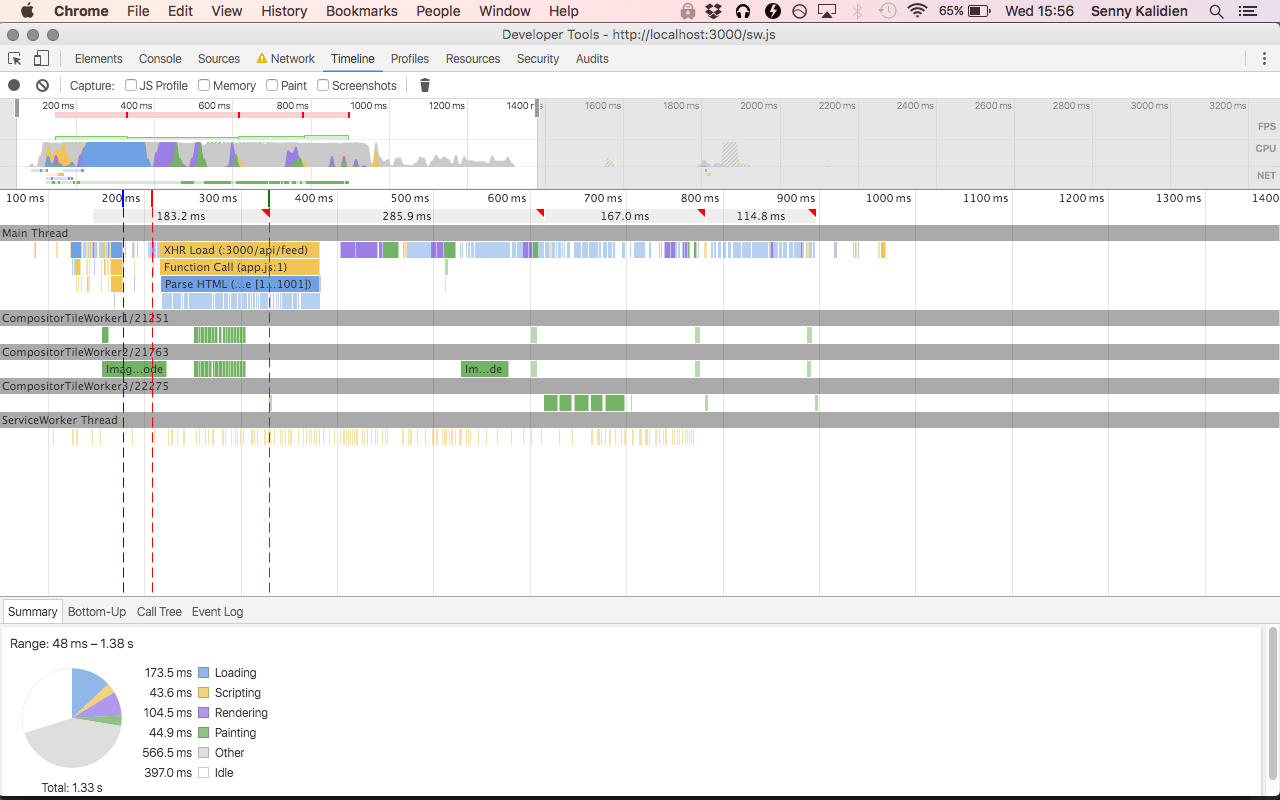 Chrome File Edit View History Bookmarks People Window Help 65% Wed 15:56 Senny Kalidien
Developer Tools - http://localhost:3000/sw.js
Elements Console Sources Network Timeline Profiles Resources Security Audits
Capture: JS Profile Memory Paint Screenshots
200 ms 400 ms 600 ms 800 ms 1000 ms 1200 ms 1400 ms 1600 ms 1800 ms 2000 ms 2200 ms 2400 ms 2600 ms 2800 ms 3000 ms 3200 ms
FPS
CPU
NET
100 ms 200 ms 300 ms 400 ms 500 ms 600 ms 700 ms 800 ms 900 ms 1000 ms 1100 ms 1200 ms 1300 ms 1400
183.2 ms 285.9 ms 167.0 ms 114.8 ms
Main Thread
XHR Load (:3000/api/feed)
Function Call (app.js:1)
Parse HTML (...e [1...1001])
CompositorTileWorker1/21251
CompositorTileWorker2/21763
Imag...ode Im...de
CompositorTileWorker3/22275
ServiceWorker Thread
Summary Bottom-Up Call Tree Event Log
Range: 48 ms – 1.38 s
173.5 ms Loading
43.6 ms Scripting
104.5 ms Rendering
44.9 ms Painting
566.5 ms Other
397.0 ms Idle
Total: 1.33 s